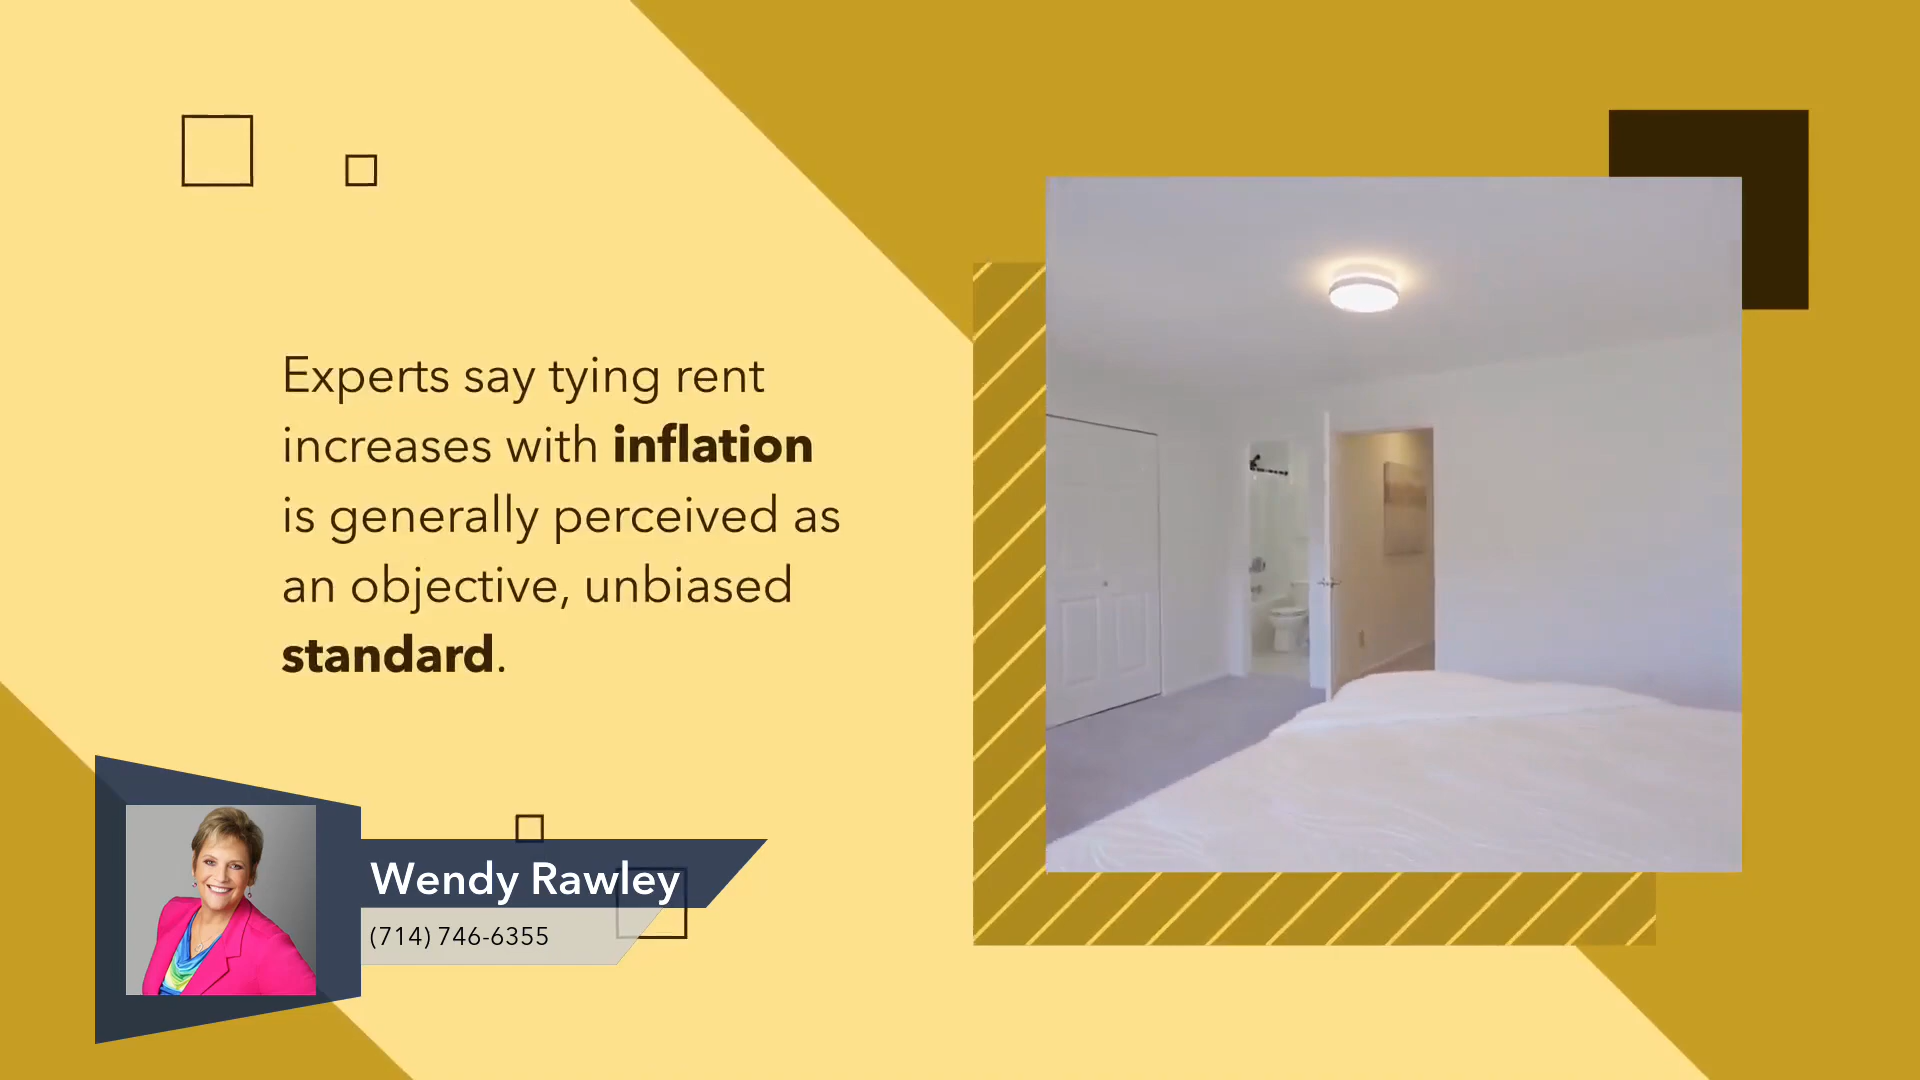 Experts say tying rent
increases with inflation
is generally perceived as
an objective, unbiased
standard.
Wendy Rawley
(714) 746-6355